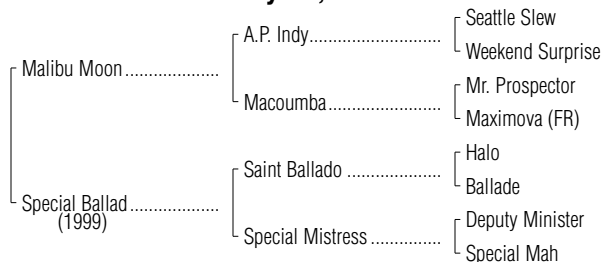 Seattle Slew
A.P. Indy
Weekend Surprise
Malibu Moon
Mr. Prospector
Macoumba
Maximova (FR)
Halo
Saint Ballado
Ballade
Special Ballad
(1999)
Deputy Minister
Special Mistress
Special Mah